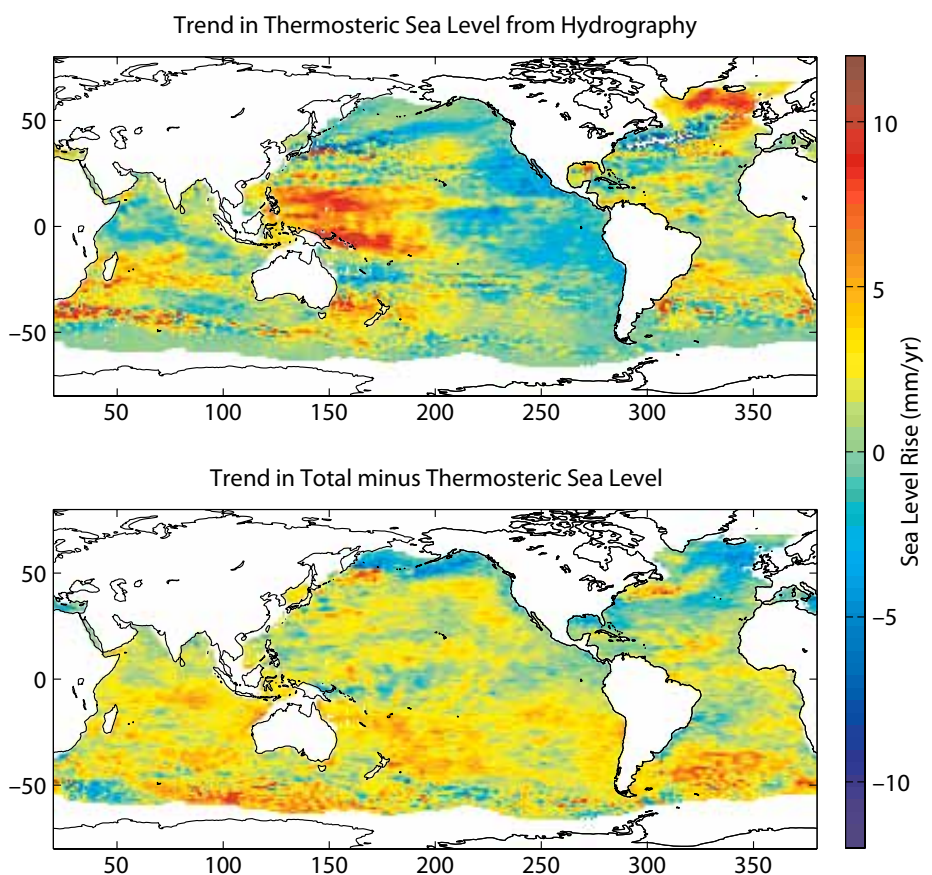 Trend in Thermosteric Sea Level from Hydrography
50
0
−50
50 100 150 200 250 300 350
Trend in Total minus Thermosteric Sea Level
50
0
−50
50 100 150 200 250 300 350
10
5
0
−5
−10
Sea Level Rise (mm/yr)